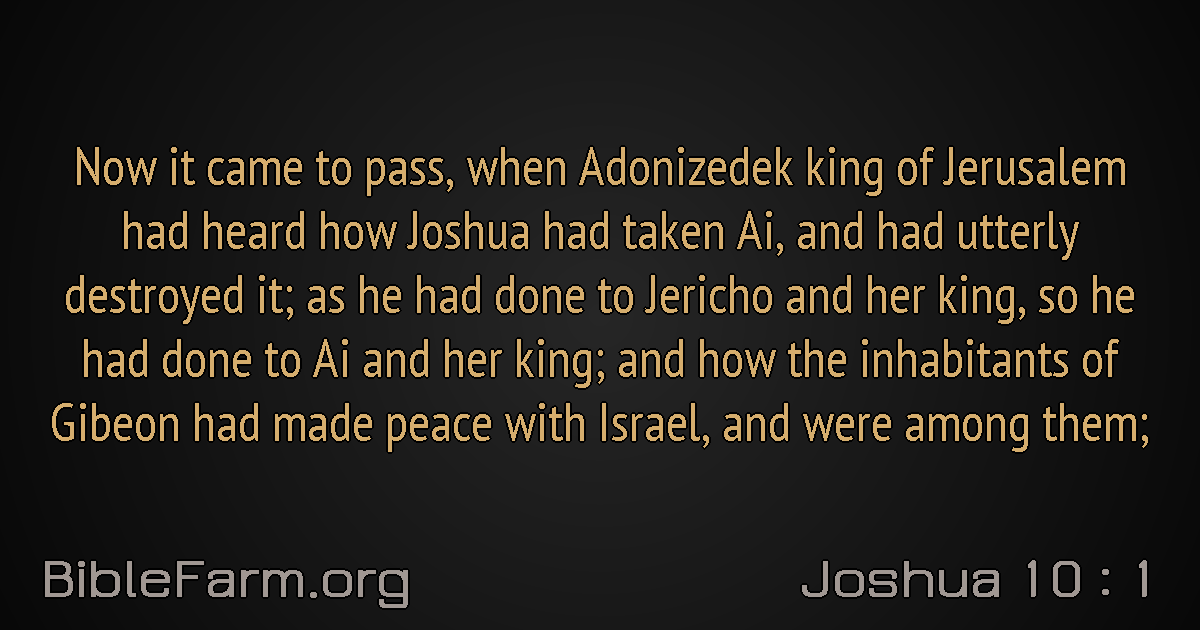 Now it came to pass, when Adonizedek king of Jerusalem
had heard how Joshua had taken Ai, and had utterly
destroyed it; as he had done to Jericho and her king, so he
had done to Ai and her king; and how the inhabitants of
Gibeon had made peace with Israel, and were among them;
BibleFarm.org
Joshua 10 : 1